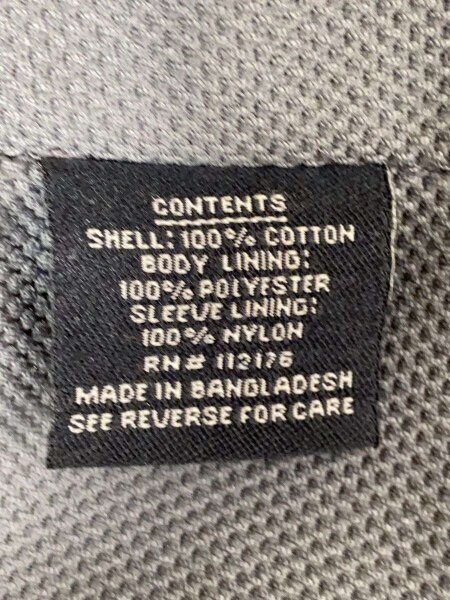 CONTENTS
SHELL: 100% COTTON
BODY LINING:
100% POLYESTER
SLEEVE LINING:
100% NYLON
RN# 112176
MADE IN BANGLADESH
SEE REVERSE FOR CARE